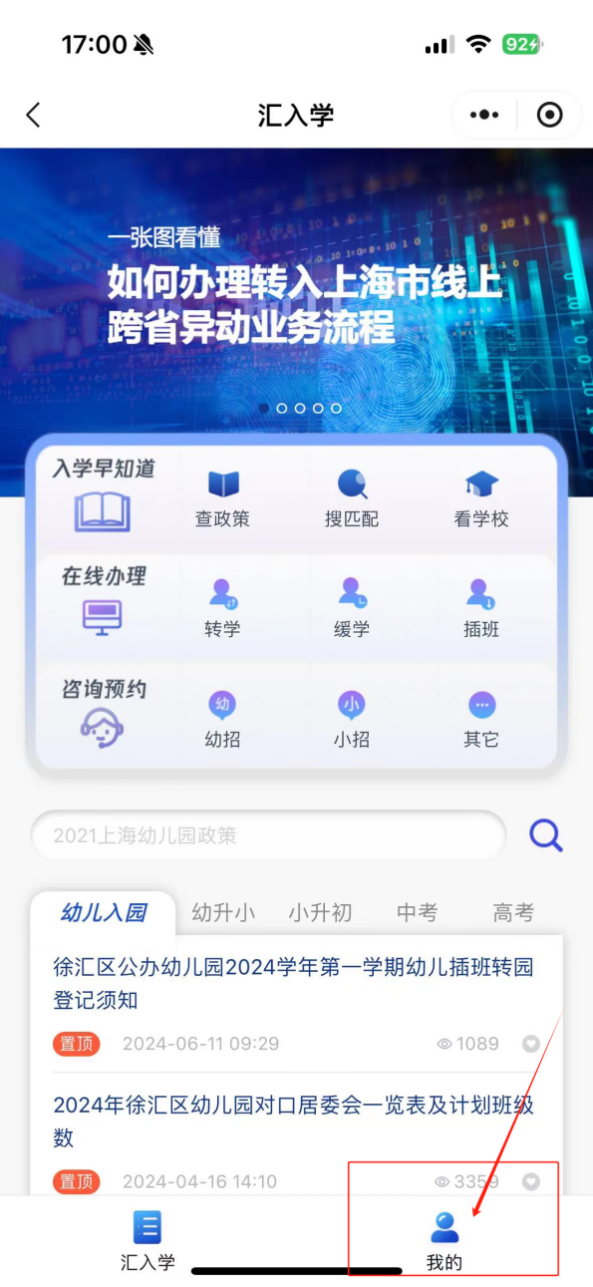 17:00
92
汇入学
一张图看懂
如何办理转入上海市线上
跨省异动业务流程
入学早知道
查政策
搜匹配
看学校
在线办理
转学
缓学
插班
咨询预约
幼
小
幼招
小招
其它
2021上海幼儿园政策
幼儿入园
幼升小
小升初
中考
高考
徐汇区公办幼儿园2024学年第一学期幼儿插班转园
登记须知
置顶
2024-06-11 09:29
1089
2024年徐汇区幼儿园对口居委会一览表及计划班级
数
置顶
2024-04-16 14:10
3359
汇入学
我的